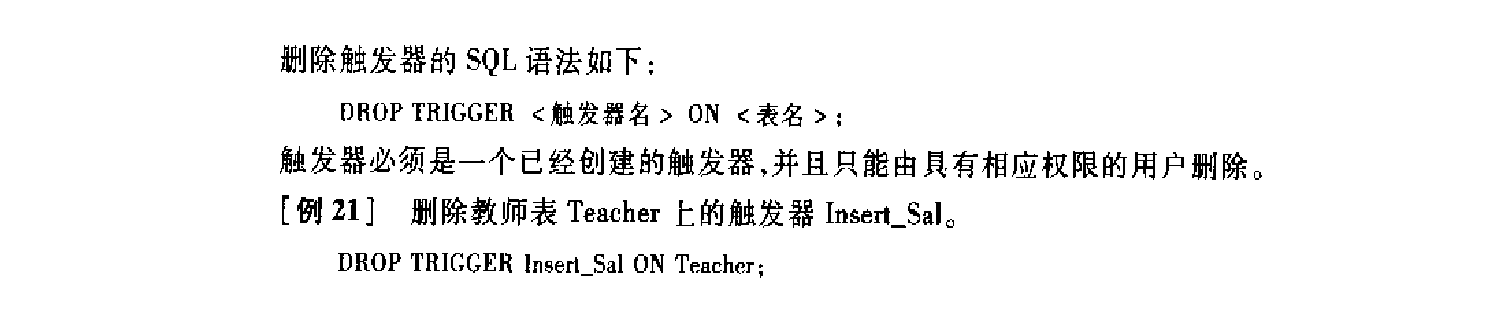 删除触发器的 SQL 语法如下:
DROP TRIGGER <触发器名> ON <表名>;
触发器必须是一个已经创建的触发器,并且只能由具有相应权限的用户删除。
[例 21] 删除教师表 Teacher 上的触发器 Insert_Sal。
DROP TRIGGER Insert_Sal ON Teacher;